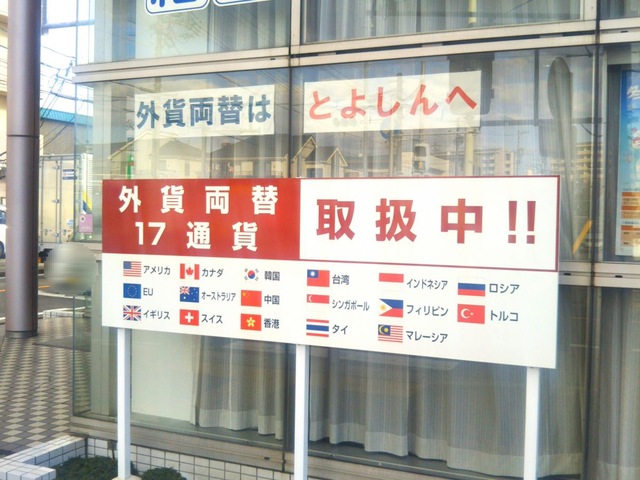 外貨両替は とよしんへ
外貨両替
17通貨
取扱中!!
アメリカ カナダ 韓国 台湾 インドネシア ロシア
EU オーストラリア 中国 シンガポール フィリピン トルコ
イギリス スイス 香港 タイ マレーシア